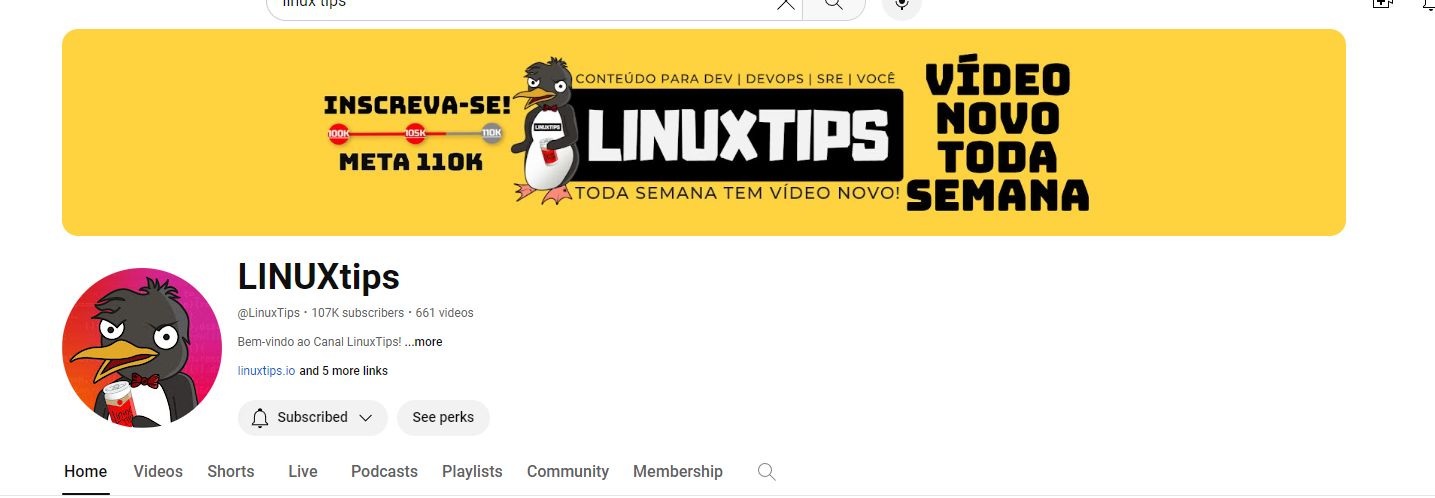 linux tips
INSCREVA-SE!
100K 105K 110K
META 110K
CONTEÚDO PARA DEV | DEVOPS | SRE | VOCÊ
LINUXTIPS
LINUXTIPS
TODA SEMANA TEM VÍDEO NOVO!
VÍDEO
NOVO
TODA
SEMANA
LINUXtips
@LinuxTips • 107K subscribers • 661 videos
Bem-vindo ao Canal LinuxTips! ...more
linuxtips.io and 5 more links
Subscribed
See perks
Home Videos Shorts Live Podcasts Playlists Community Membership